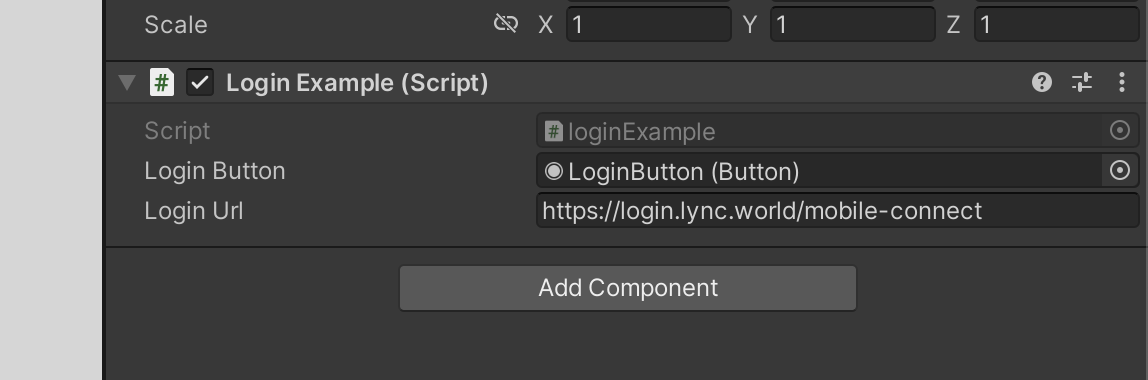 Scale X 1 Y 1 Z 1
# Login Example (Script)
Script # loginExample
Login Button LoginButton (Button)
Login Url https://login.lync.world/mobile-connect
Add Component